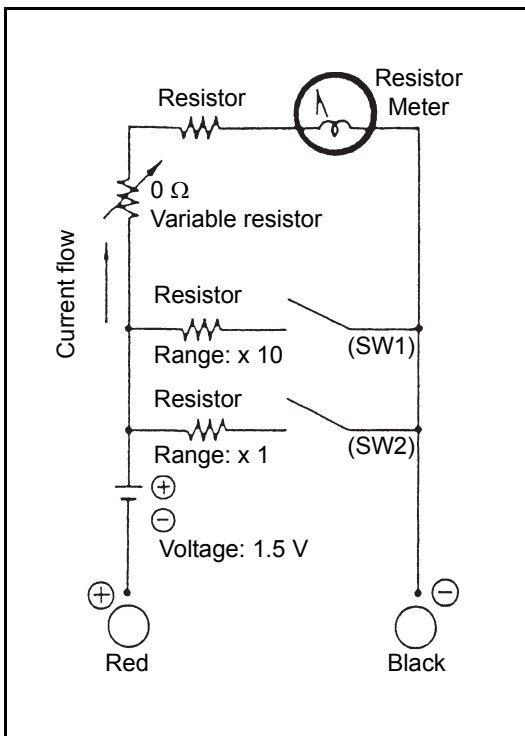 Resistor
Meter
Resistor
0 Ω
Variable resistor
Current flow
Resistor
Range: x 10
(SW1)
Resistor
Range: x 1
(SW2)
+
−
Voltage: 1.5 V
+
−
Red
Black